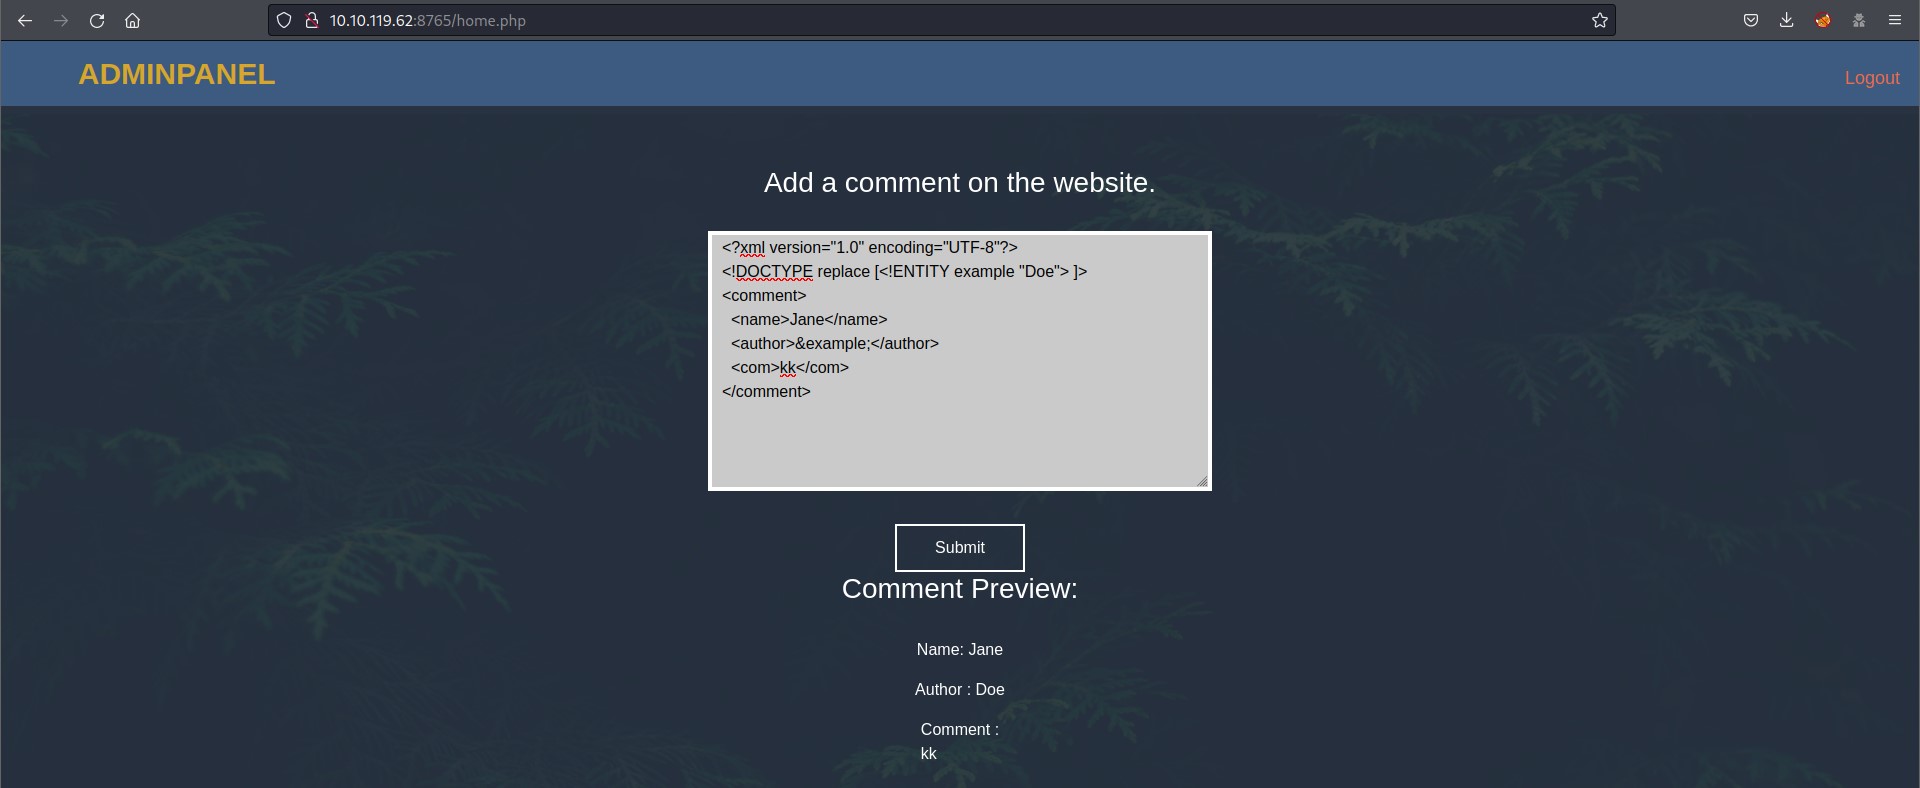 10.10.119.62:8765/home.php
ADMINPANEL
Logout
Add a comment on the website.
<?xml version="1.0" encoding="UTF-8"?>
<!DOCTYPE replace [<!ENTITY example "Doe"> ]>
<comment>
  <name>Jane</name>
  <author>&example;</author>
  <com>kk</com>
</comment>
Submit
Comment Preview:
Name: Jane
Author : Doe
Comment :
kk